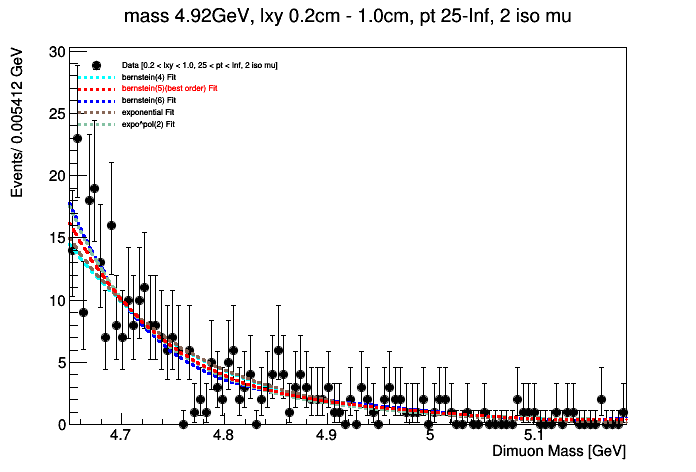 mass 4.92GeV, lxy 0.2cm - 1.0cm, pt 25-Inf, 2 iso mu
Events/ 0.005412 GeV
30
25
20
15
10
5
0
Data [0.2 < lxy < 1.0, 25 < pt < Inf, 2 iso mu]
bernstein(4) Fit
bernstein(5)(best order) Fit
bernstein(6) Fit
exponential Fit
expo^pol(2) Fit
4.7 4.8 4.9 5 5.1
Dimuon Mass [GeV]